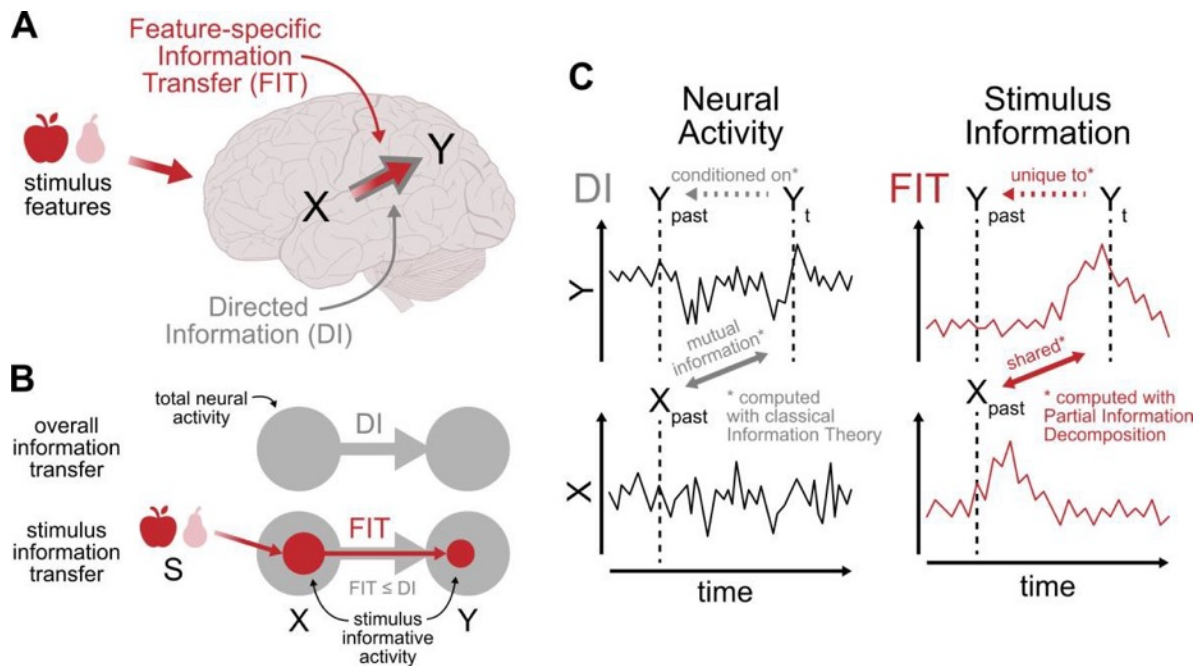 A
Feature-specific
Information
Transfer (FIT)
stimulus
features
X
Y
Directed
Information (DI)
B
total neural
activity
overall
information
transfer
DI
stimulus
information
transfer
S
FIT
FIT ≤ DI
X
stimulus
informative
activity
Y
C
Neural
Activity
Stimulus
Information
DI
conditioned on*
Y past
Y t
Y
mutual
information*
X past
* computed
with classical
Information Theory
X
time
FIT
unique to*
Y past
Y t
shared*
X past
* computed with
Partial Information
Decomposition
time